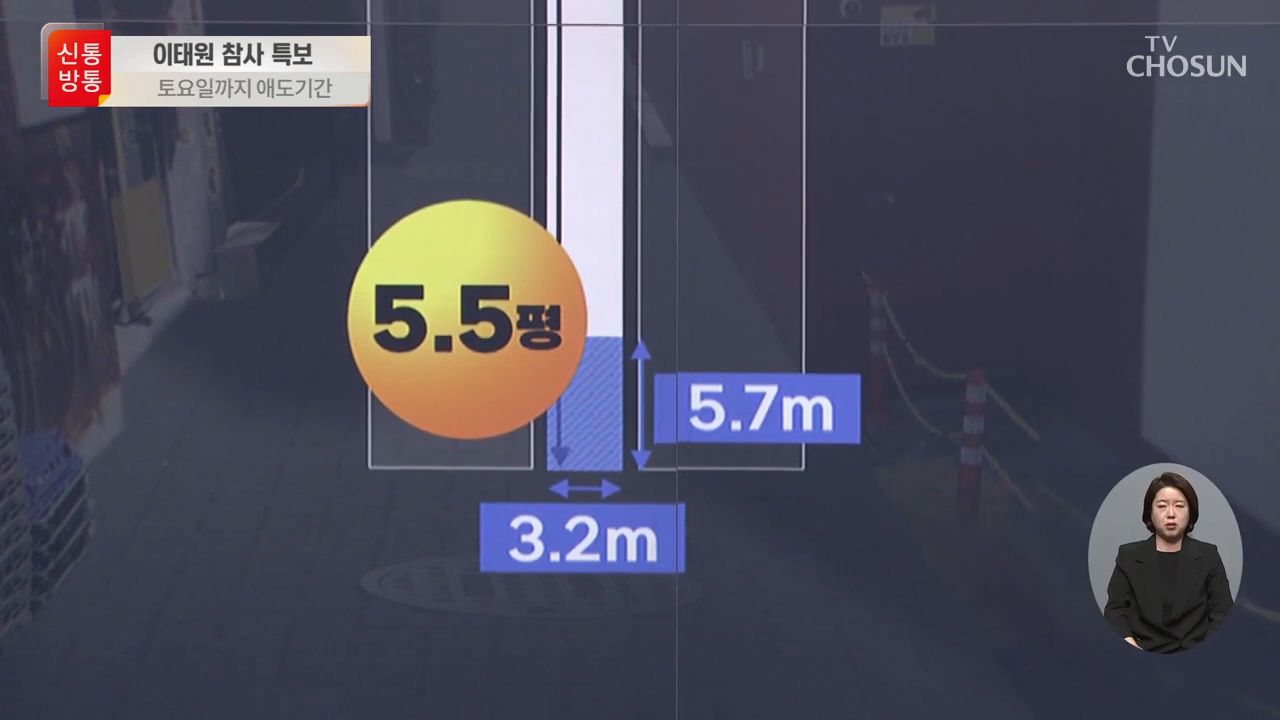 신통
방통
이태원 참사 특보
토요일까지 애도기간
TV
CHOSUN
5.5평
5.7m
3.2m